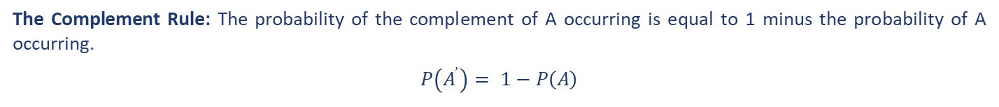 The Complement Rule: The probability of the complement of A occurring is equal to 1 minus the probability of A
occurring.
P(A’) = 1 – P(A)